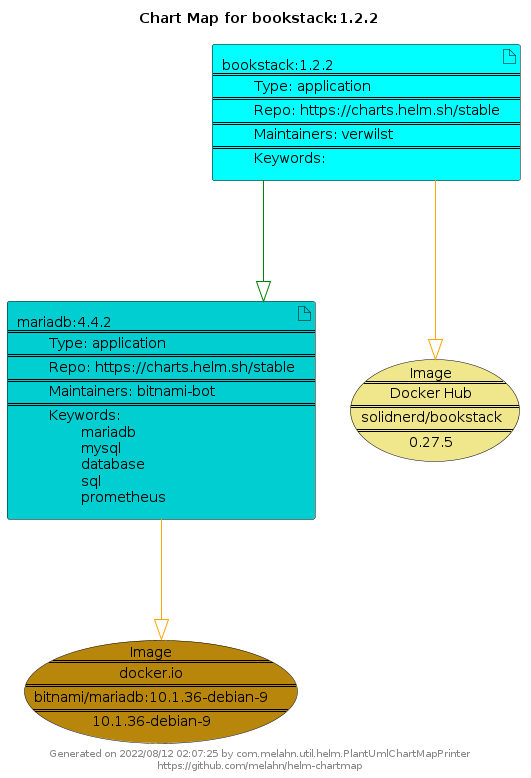 Chart Map for bookstack:1.2.2
bookstack:1.2.2
Type: application
Repo: https://charts.helm.sh/stable
Maintainers: verwilst
Keywords:
mariadb:4.4.2
Type: application
Repo: https://charts.helm.sh/stable
Maintainers: bitnami-bot
Keywords:
mariadb
mysql
database
sql
prometheus
Image
Docker Hub
solidnerd/bookstack
0.27.5
Image
docker.io
bitnami/mariadb:10.1.36-debian-9
10.1.36-debian-9
Generated on 2022/08/12 02:07:25 by com.melahn.util.helm.PlantUmlChartMapPrinter
https://github.com/melahn/helm-chartmap